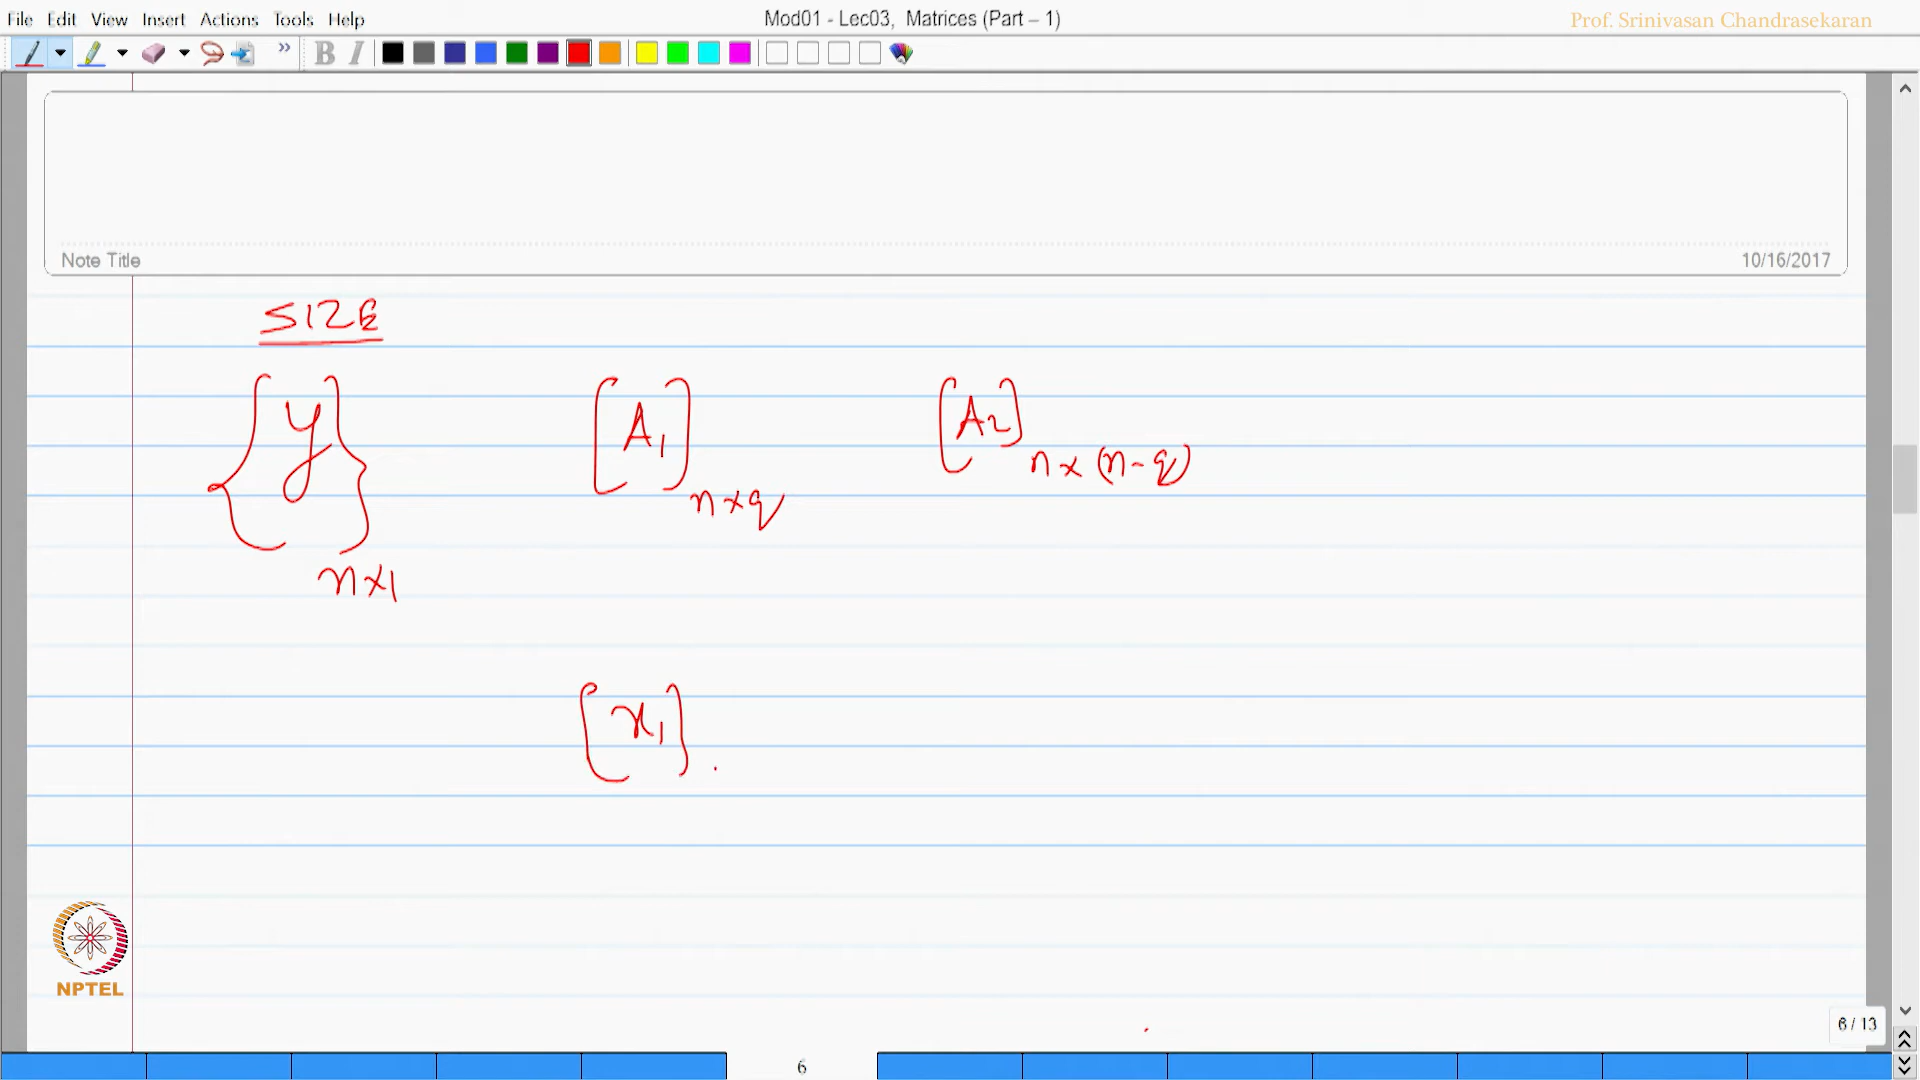 File Edit View Insert Actions Tools Help
Mod01 - Lec03, Matrices (Part – 1)
Prof. Srinivasan Chandrasekaran
B I
Note Title
10/16/2017
SIZE
{y}n×1
[A1]n×q
[A2]n×(n-q)
[x1]
NPTEL
6 / 13
6